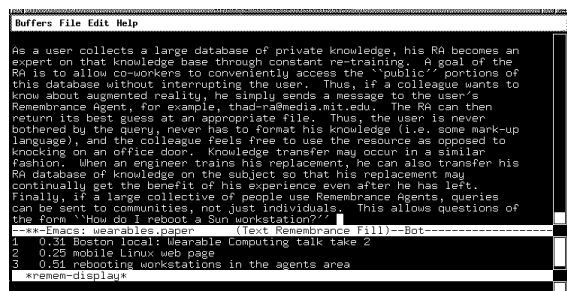 Buffers File Edit Help
As a user collects a large database of private knowledge, his RA becomes an
expert on that knowledge base through constant re-training.  A goal of the
RA is to allow co-workers to conveniently access the ``public'' portions of
this database without interrupting the user.  Thus, if a colleague wants to
know about augmented reality, he simply sends a message to the user's
Remembrance Agent, for example, thad-ra@media.mit.edu.  The RA can then
return its best guess at an appropriate file.  Thus, the user is never
bothered by the query, never has to format his knowledge (i.e. some mark-up
language), and the colleague feels free to use the resource as opposed to
knocking on an office door.  Knowledge transfer may occur in a similar
fashion.  When an engineer trains his replacement, he can also transfer his
RA database of knowledge on the subject so that his replacement may
continually get the benefit of his experience even after he has left.
Finally, if a large collective of people use Remembrance Agents, queries
can be sent to communities, not just individuals.  This allows questions of
the form ``How do I reboot a Sun workstation?''
--**-Emacs: wearables.paper      (Text Remembrance Fill)--Bot-------------------
1   0.31 Boston local: Wearable Computing talk take 2
2   0.25 mobile Linux web page
3   0.51 rebooting workstations in the agents area
*remem-display*